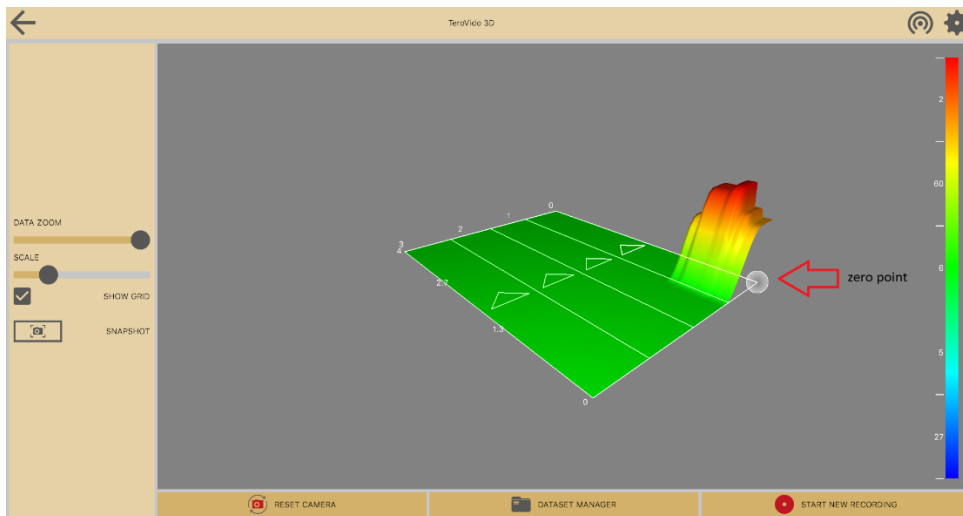 TeroVido 3D
DATA ZOOM
SCALE
SHOW GRID
SNAPSHOT
0
1
2
3
4
2.7
1.3
0
zero point
2
60
6
5
27
RESET CAMERA
DATASET MANAGER
START NEW RECORDING